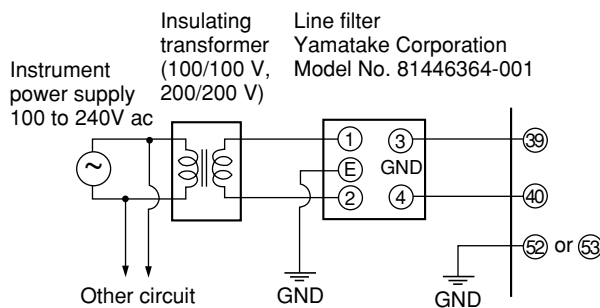 Instrument
power supply
100 to 240V ac
Insulating
transformer
(100/100 V,
200/200 V)
Line filter
Yamatake Corporation
Model No. 81446364-001
~
1
E
2
3
GND
4
39
40
52 or 53
Other circuit
GND
GND